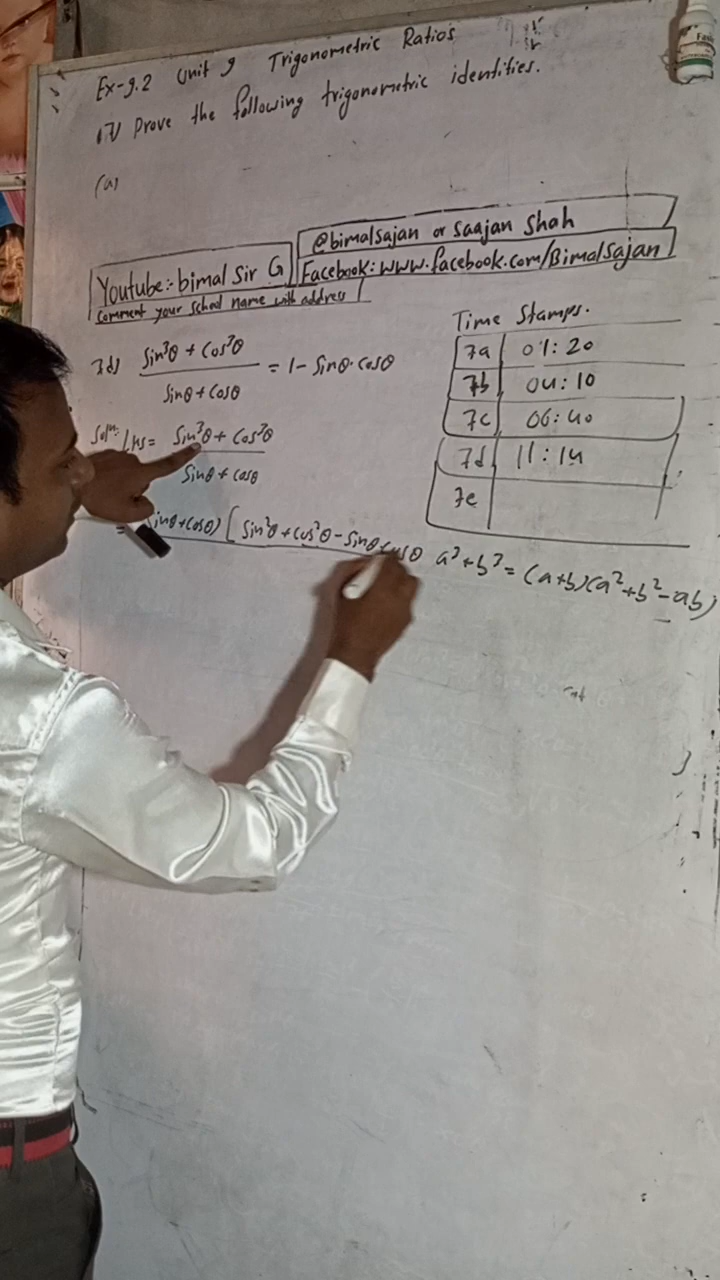 Ex-9.2 Unit 9 Trigonometric Ratios
Prove the following trigonometric identities.
(a)
@bimalsajan or Saajan Shah
Youtube:- bimal Sir G
Facebook: www.facebook.com/Bimalsajan
Comment your School name with address
Time Stamps.
7a 01:20
7b 04:10
7c 06:40
7d 11:14
7e
7d) (Sin³θ + Cos³θ)/(Sinθ + Cosθ) = 1 - Sinθ·Cosθ
Soln: LHS = (Sin³θ + Cos³θ)/(Sinθ + Cosθ)
= inθ + Cosθ) [Sin²θ + Cos²θ - Sinθ·Cosθ
a³ + b³ = (a+b)(a² + b² - ab)